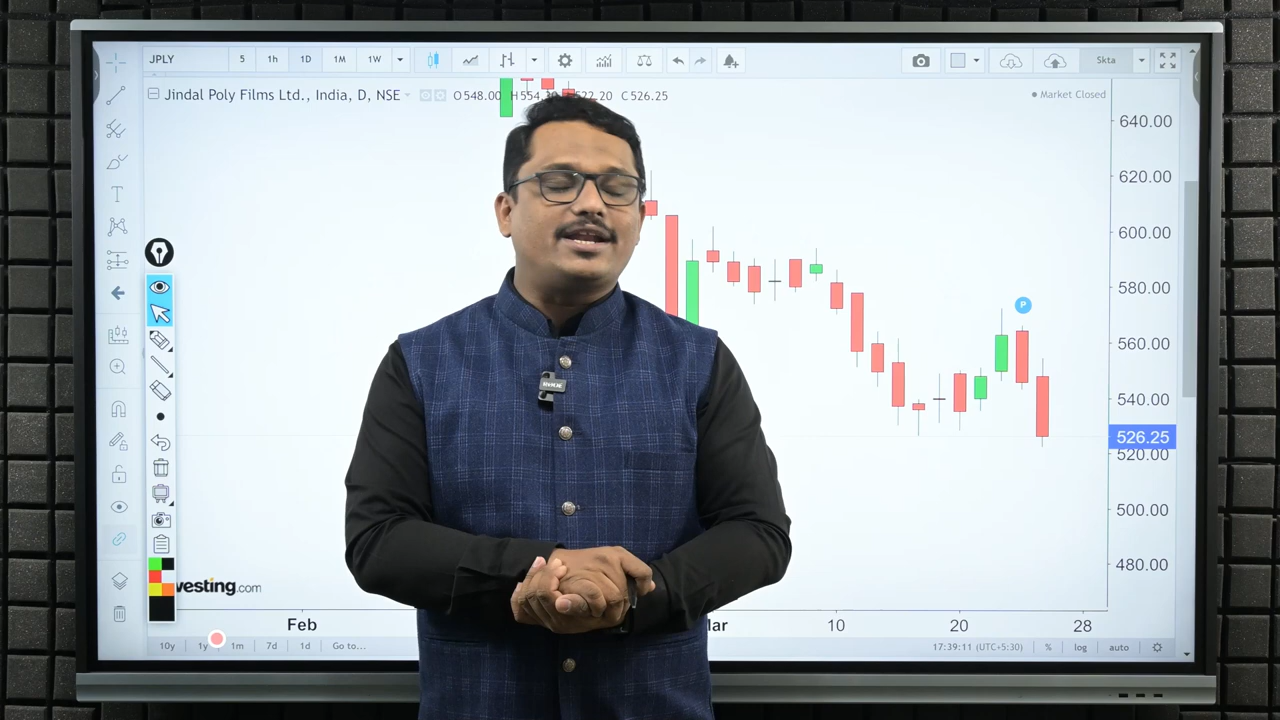 JPLY 5 1h 1D 1M 1W Skta
Jindal Poly Films Ltd., India, D, NSE O 548.00 522.20 C 526.25
Market Closed
640.00
620.00
600.00
580.00
P
560.00
540.00
526.25
520.00
500.00
480.00
T
RODE
vesting.com
Feb 10 20 28
10y 1y 1m 7d 1d Go to... 17:39:11 (UTC+5:30) % log auto